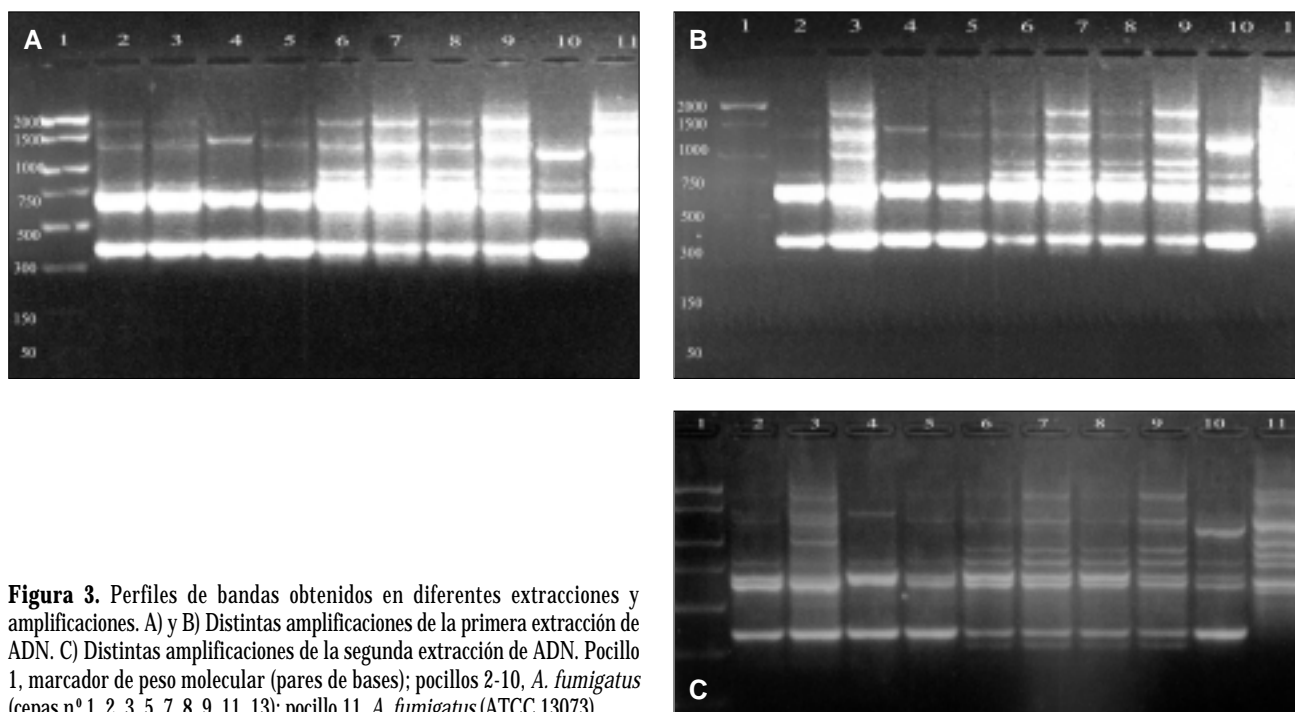 A 1 2 3 4 5 6 7 8 9 10 11
2000
1500
1000
750
500
300
150
50
B 1 2 3 4 5 6 7 8 9 10 1
2000
1500
1000
750
500
300
150
50
1 2 3 4 5 6 7 8 9 10 11
C
Figura 3. Perfiles de bandas obtenidos en diferentes extracciones y
amplificaciones. A) y B) Distintas amplificaciones de la primera extracción de
ADN. C) Distintas amplificaciones de la segunda extracción de ADN. Pocillo
1, marcador de peso molecular (pares de bases); pocillos 2-10, A. fumigatus
(cepas n.º 1, 2, 3, 5, 7, 8, 9, 11, 13); pocillo 11, A. fumigatus (ATCC 13073).